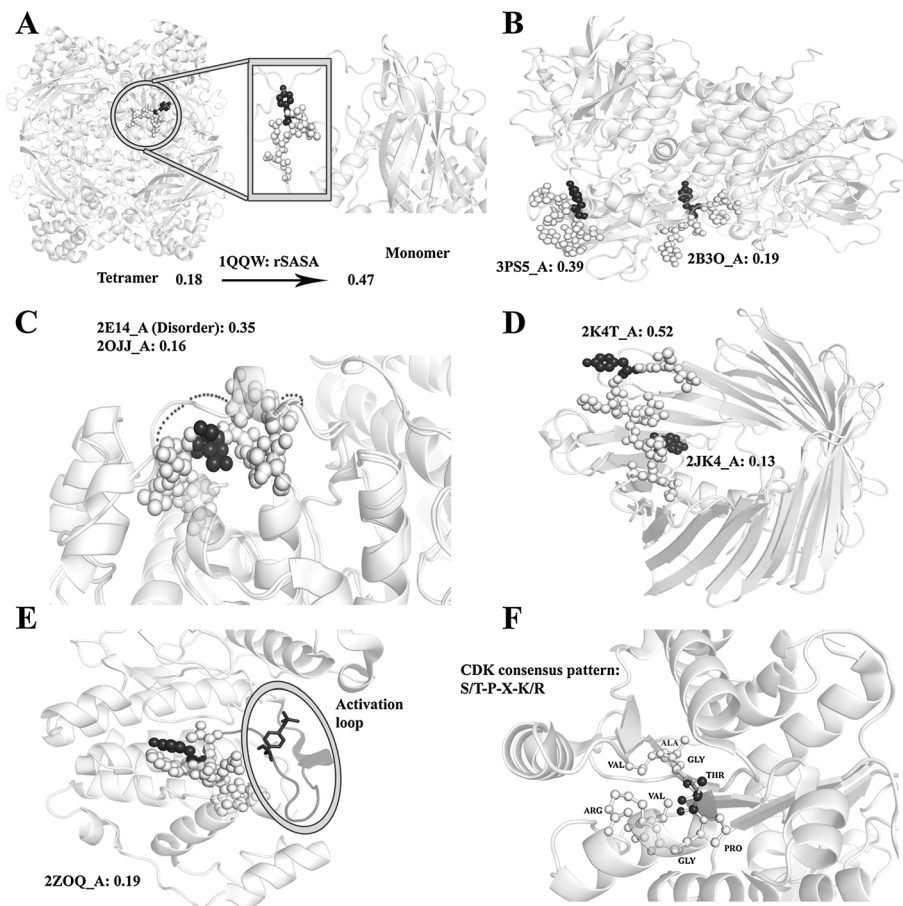 A
1QQW: rSASA
Tetramer 0.18
0.47
Monomer
B
3PS5_A: 0.39
2B3O_A: 0.19
C
2E14_A (Disorder): 0.35
2OJJ_A: 0.16
D
2K4T_A: 0.52
2JK4_A: 0.13
E
Activation
loop
2ZOQ_A: 0.19
F
CDK consensus pattern:
S/T-P-X-K/R
ALA
VAL
GLY
THR
VAL
ARG
PRO
GLY